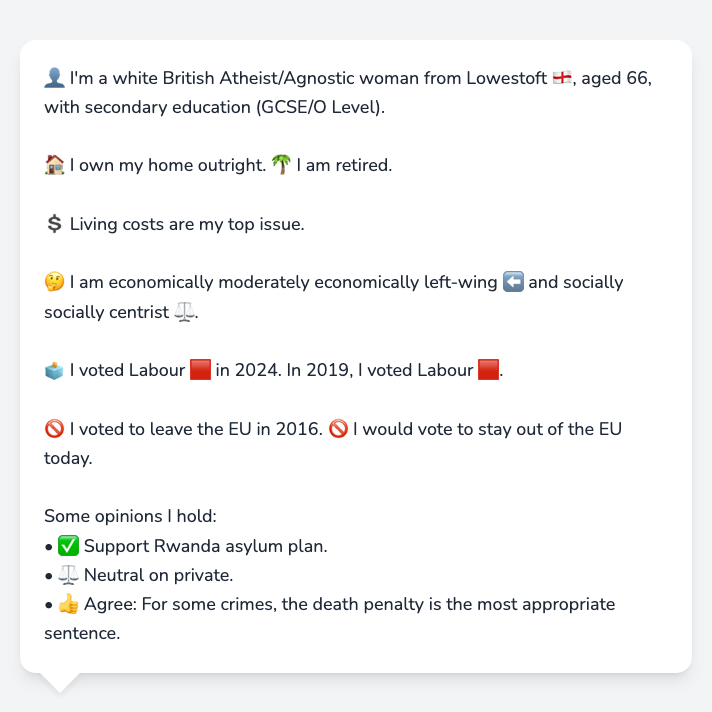 👤 I'm a white British Atheist/Agnostic woman from Lowestoft 🏴󠁧󠁢󠁥󠁮󠁧󠁿, aged 66,
with secondary education (GCSE/O Level).
🏠 I own my home outright. 🌴 I am retired.
💲 Living costs are my top issue.
🤔 I am economically moderately economically left-wing ⬅️ and socially
socially centrist ⚖️.
🗳️ I voted Labour 🟥 in 2024. In 2019, I voted Labour 🟥.
🚫 I voted to leave the EU in 2016. 🚫 I would vote to stay out of the EU
today.
Some opinions I hold:
• ✅ Support Rwanda asylum plan.
• ⚖️ Neutral on private.
• 👍 Agree: For some crimes, the death penalty is the most appropriate
sentence.